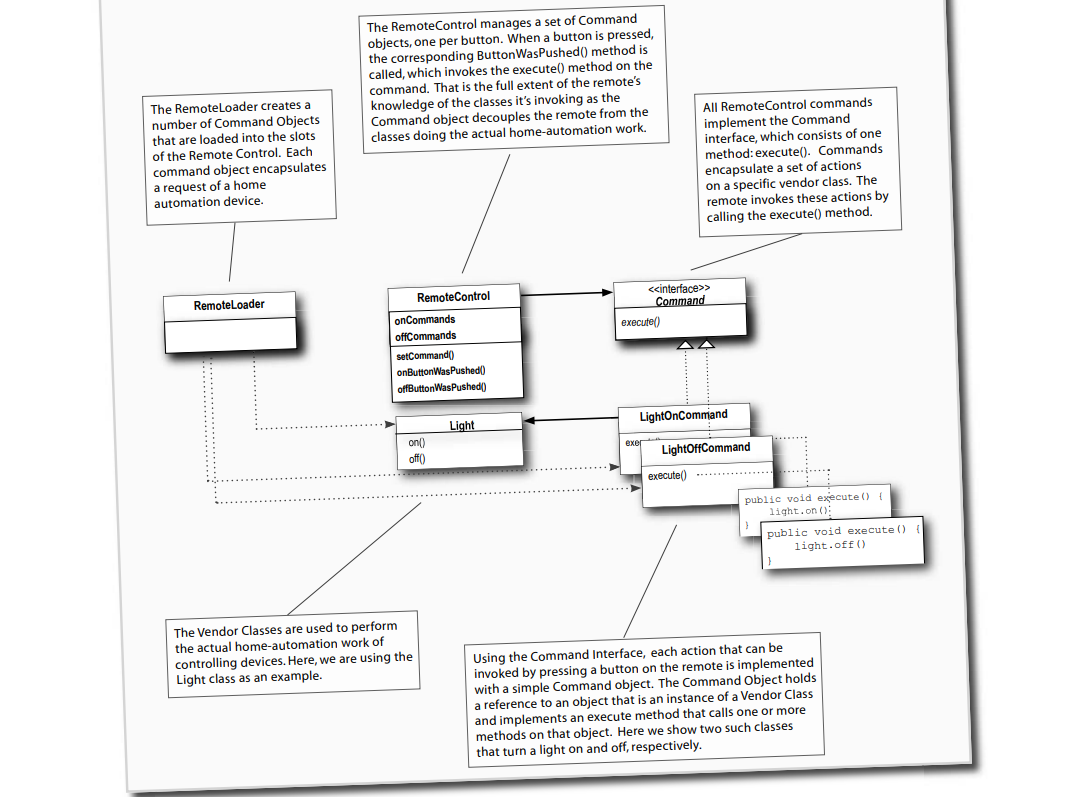 The RemoteControl manages a set of Command
objects, one per button. When a button is pressed,
the corresponding ButtonWasPushed() method is
called, which invokes the execute() method on the
command. That is the full extent of the remote's
knowledge of the classes it's invoking as the
Command object decouples the remote from the
classes doing the actual home-automation work.
The RemoteLoader creates a
number of Command Objects
that are loaded into the slots
of the Remote Control. Each
command object encapsulates
a request of a home
automation device.
All RemoteControl commands
implement the Command
interface, which consists of one
method: execute(). Commands
encapsulate a set of actions
on a specific vendor class. The
remote invokes these actions by
calling the execute() method.
RemoteLoader
RemoteControl
onCommands
offCommands
setCommand()
onButtonWasPushed()
offButtonWasPushed()
<<interface>>
Command
execute()
Light
on()
off()
LightOnCommand
LightOffCommand
execute()
public void execute() {
light.on()
}
public void execute() {
light.off()
}
The Vendor Classes are used to perform
the actual home-automation work of
controlling devices. Here, we are using the
Light class as an example.
Using the Command Interface, each action that can be
invoked by pressing a button on the remote is implemented
with a simple Command object. The Command Object holds
a reference to an object that is an instance of a Vendor Class
and implements an execute method that calls one or more
methods on that object. Here we show two such classes
that turn a light on and off, respectively.